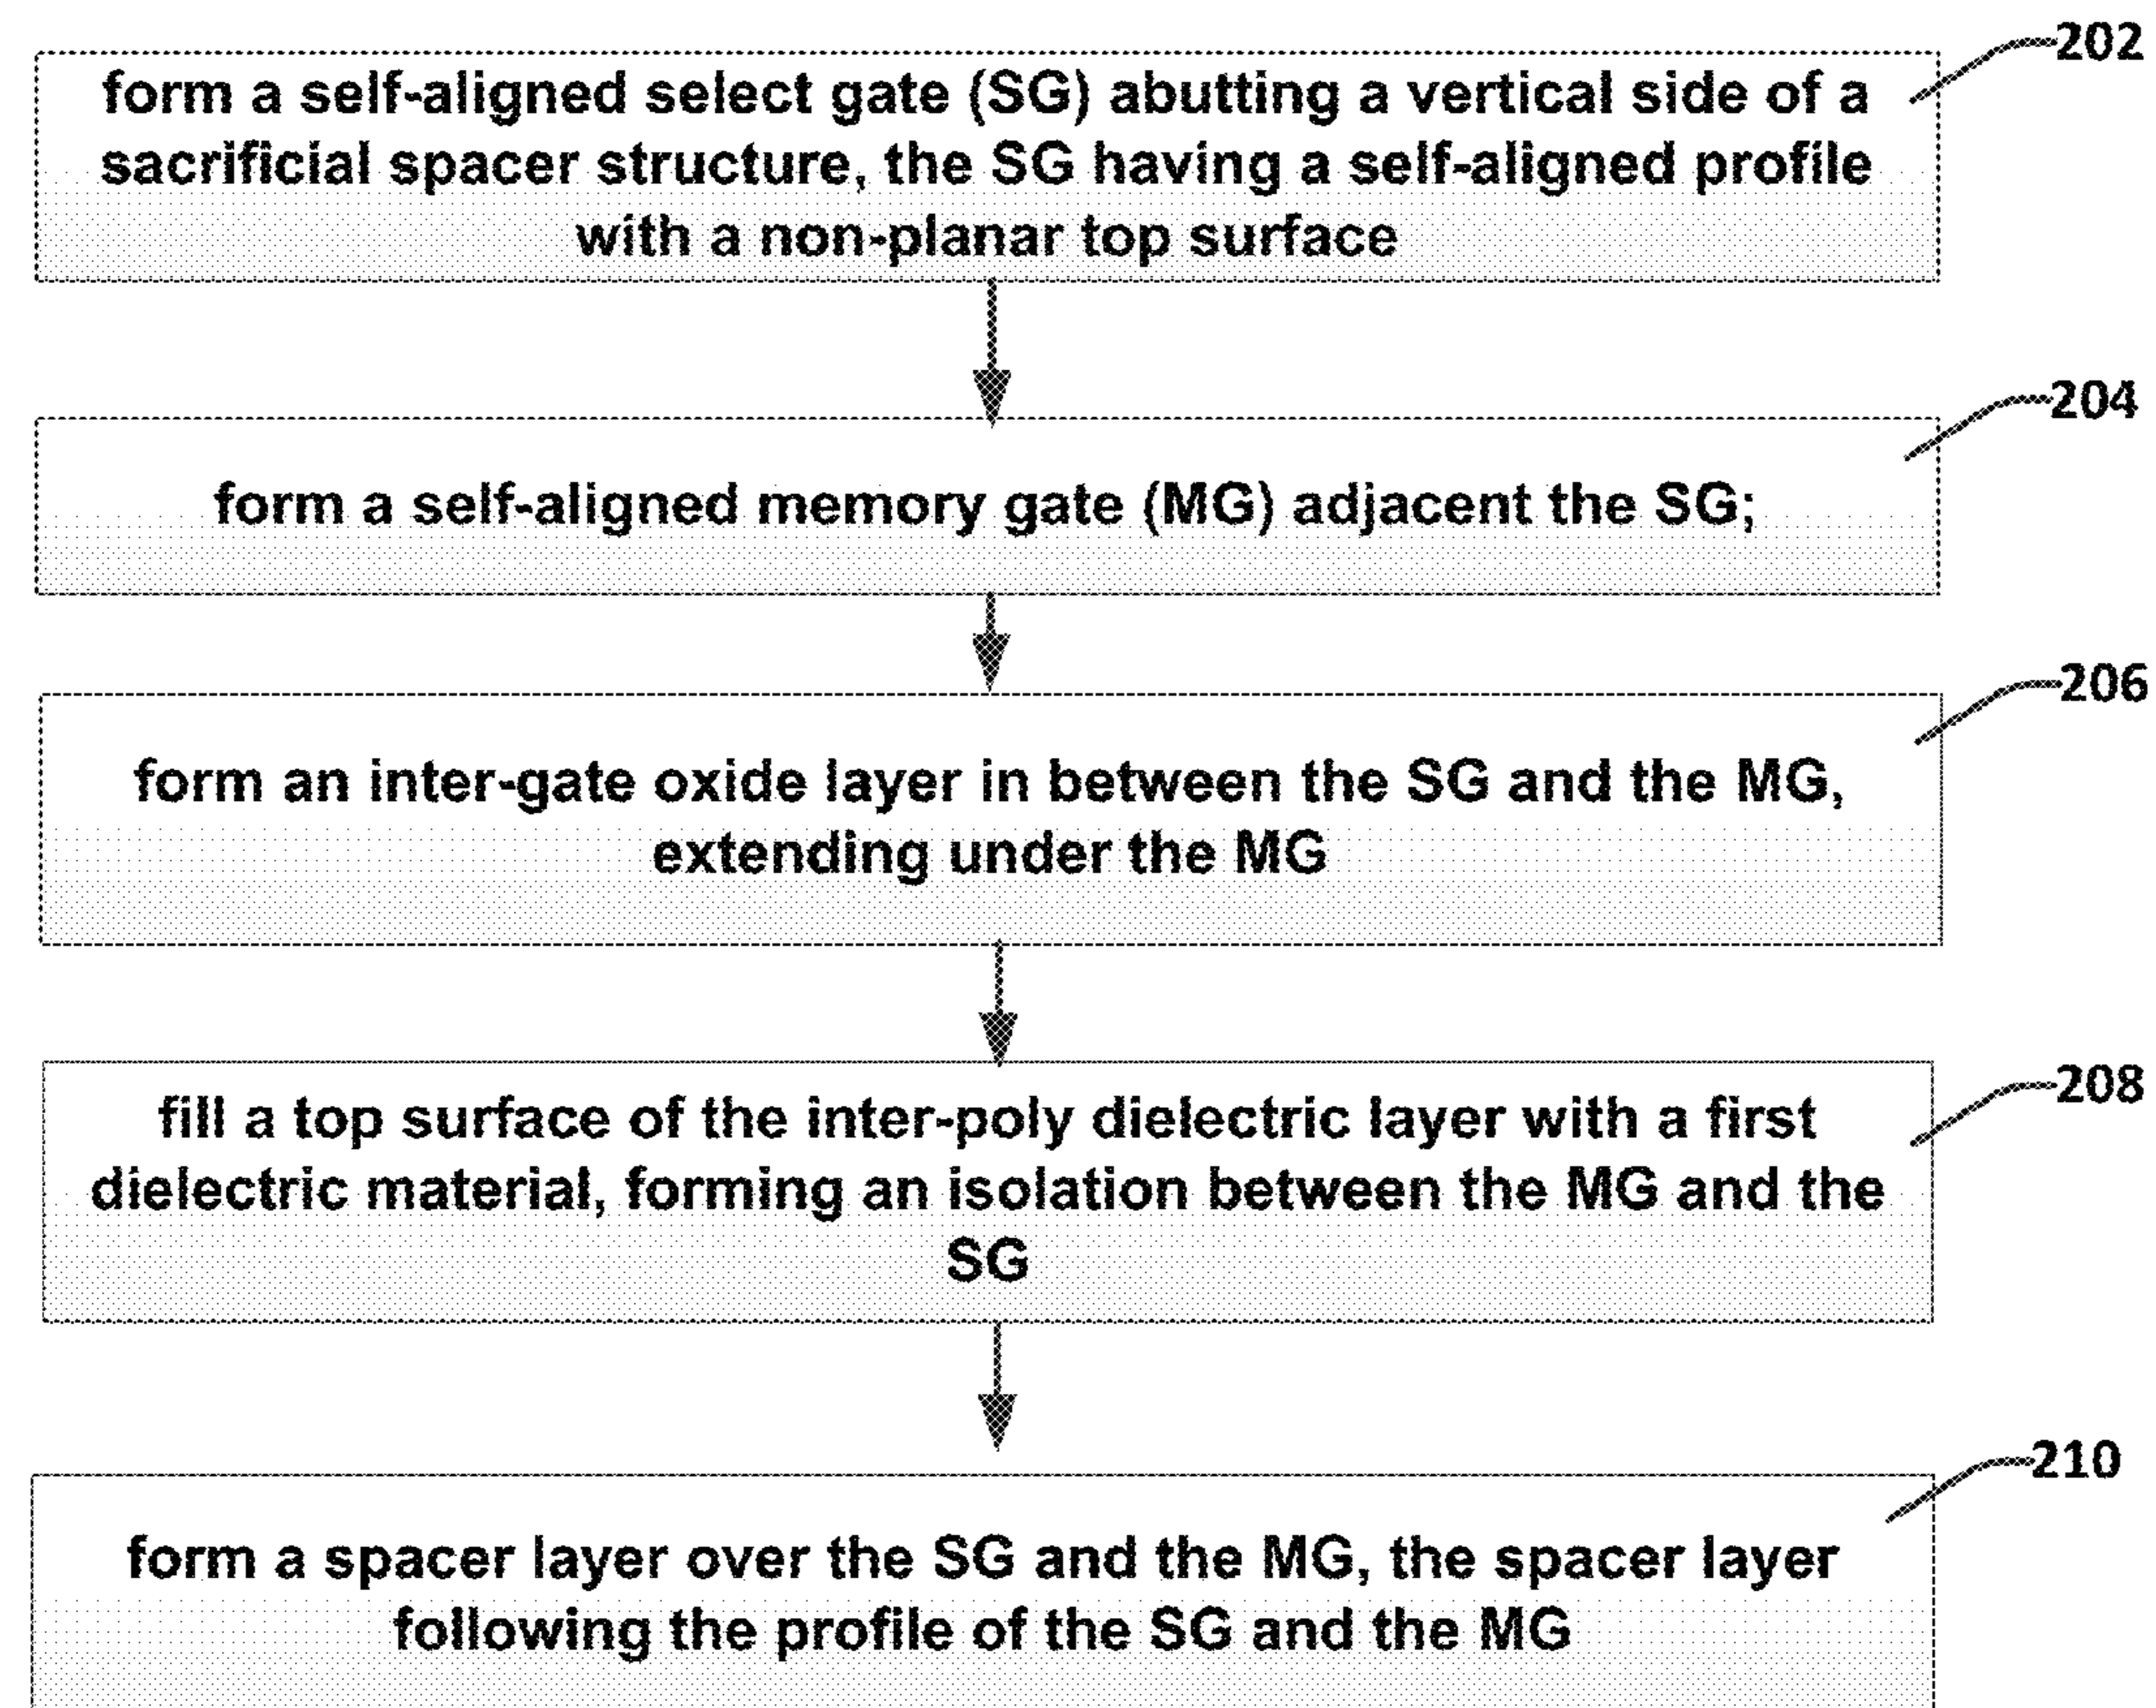 202
form a self-aligned select gate (SG) abutting a vertical side of a
sacrificial spacer structure, the SG having a self-aligned profile
with a non-planar top surface
204
form a self-aligned memory gate (MG) adjacent the SG;
206
form an inter-gate oxide layer in between the SG and the MG,
extending under the MG
208
fill a top surface of the inter-poly dielectric layer with a first
dielectric material, forming an isolation between the MG and the
SG
210
form a spacer layer over the SG and the MG, the spacer layer
following the profile of the SG and the MG